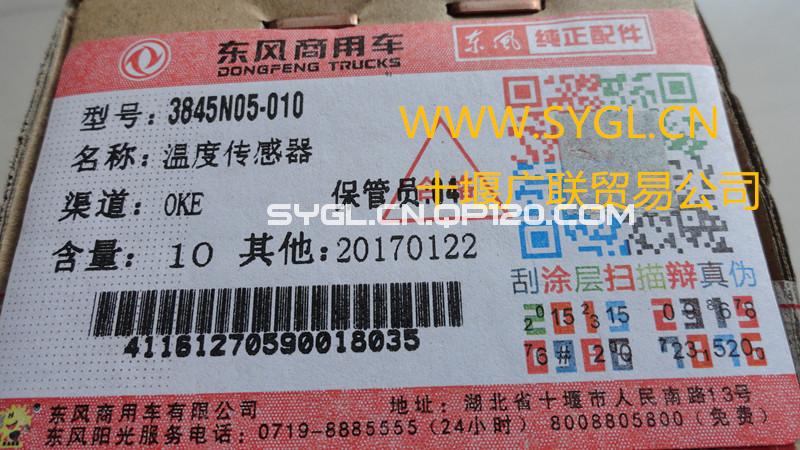 东风商用车
DONGFENG TRUCKS
东风 纯正配件
型号：3845N05-010
WWW.SYGL.CN
名称：温度传感器
渠道：OKE
保管员 14
十堰广联贸易公司
SYGL.CN.QP120.COM
含量：10 其他：20170122
刮涂层扫描辩真伪
41161270590018035
东风商用车有限公司
地址：湖北省十堰市人民南路13号
东风阳光服务电话：0719-8885555（24小时） 8008805800（免费）